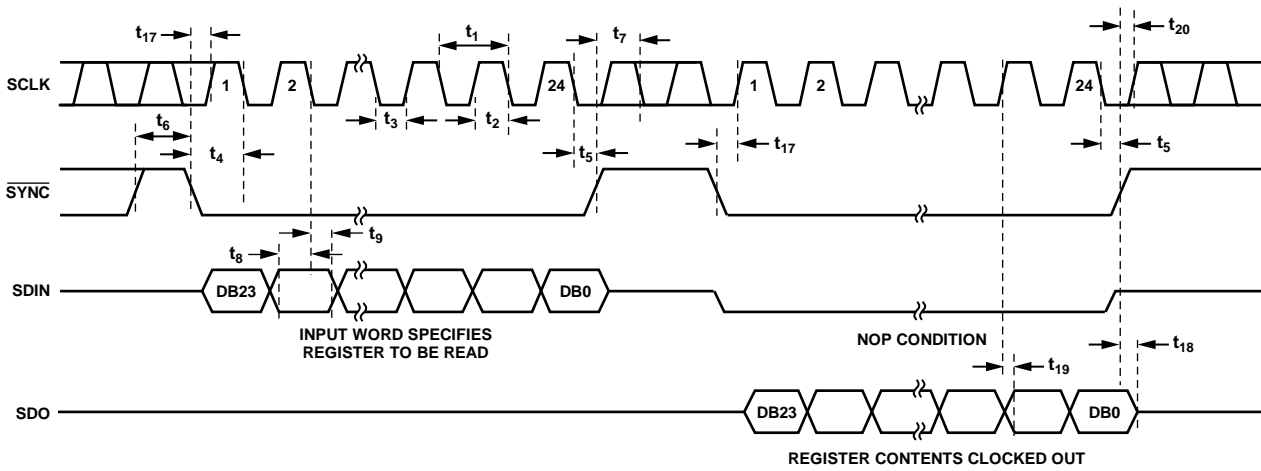 t17
t1
t7
t20
SCLK
1
2
24
1
2
24
t6
t3
t2
t4
t5
t17
t5
SYNC
t9
t8
SDIN
DB23
DB0
INPUT WORD SPECIFIES
REGISTER TO BE READ
NOP CONDITION
t18
t19
SDO
DB23
DB0
REGISTER CONTENTS CLOCKED OUT